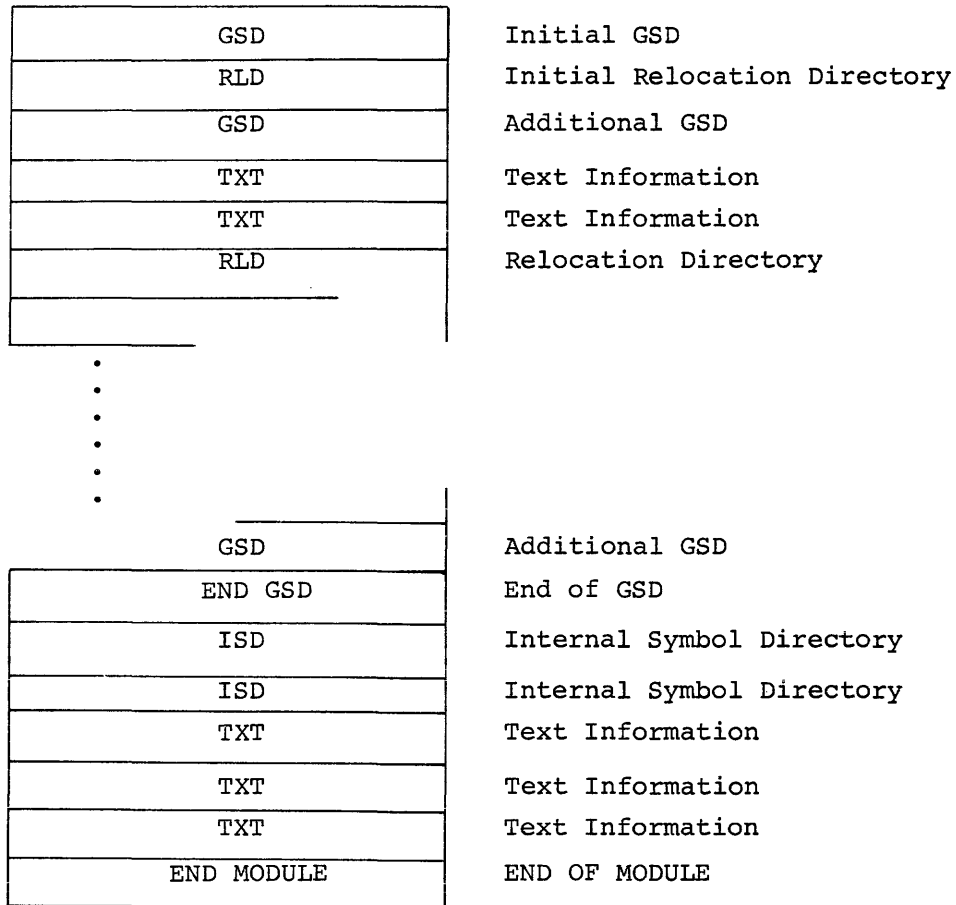 GSD Initial GSD
RLD Initial Relocation Directory
GSD Additional GSD
TXT Text Information
TXT Text Information
RLD Relocation Directory
GSD Additional GSD
END GSD End of GSD
ISD Internal Symbol Directory
ISD Internal Symbol Directory
TXT Text Information
TXT Text Information
TXT Text Information
END MODULE END OF MODULE